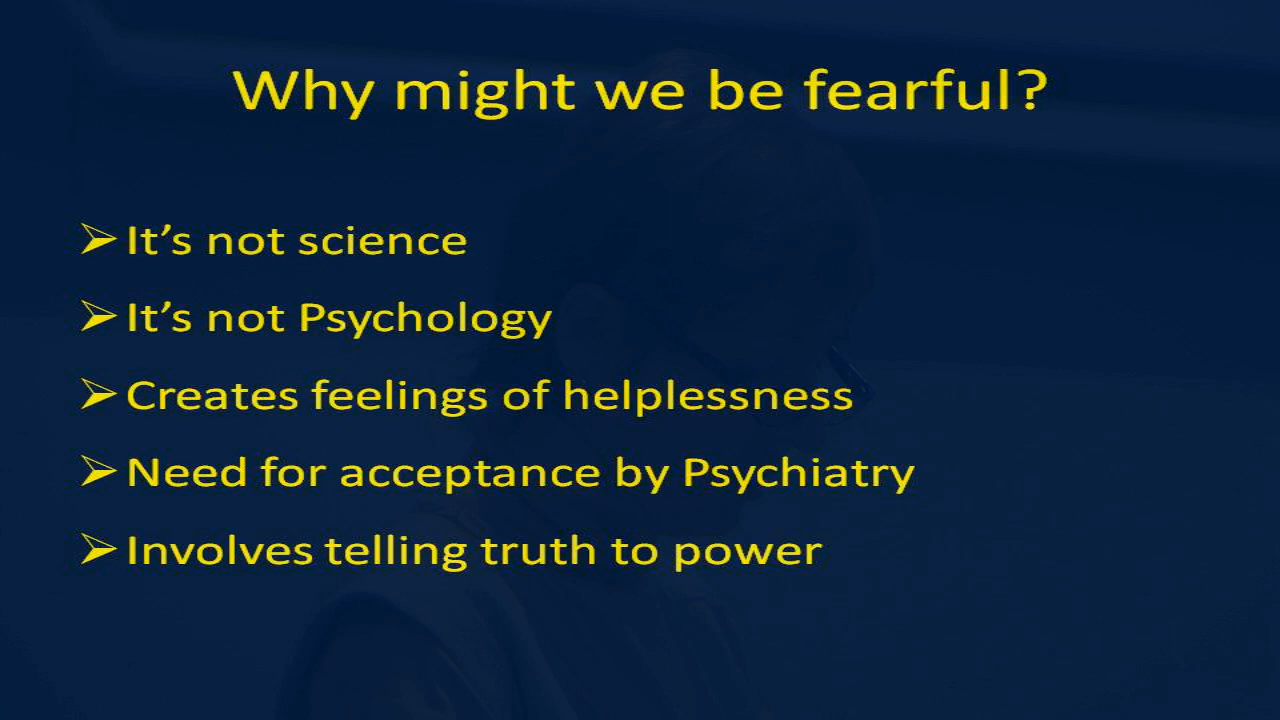 Why might we be fearful?
It’s not science
It’s not Psychology
Creates feelings of helplessness
Need for acceptance by Psychiatry
Involves telling truth to power